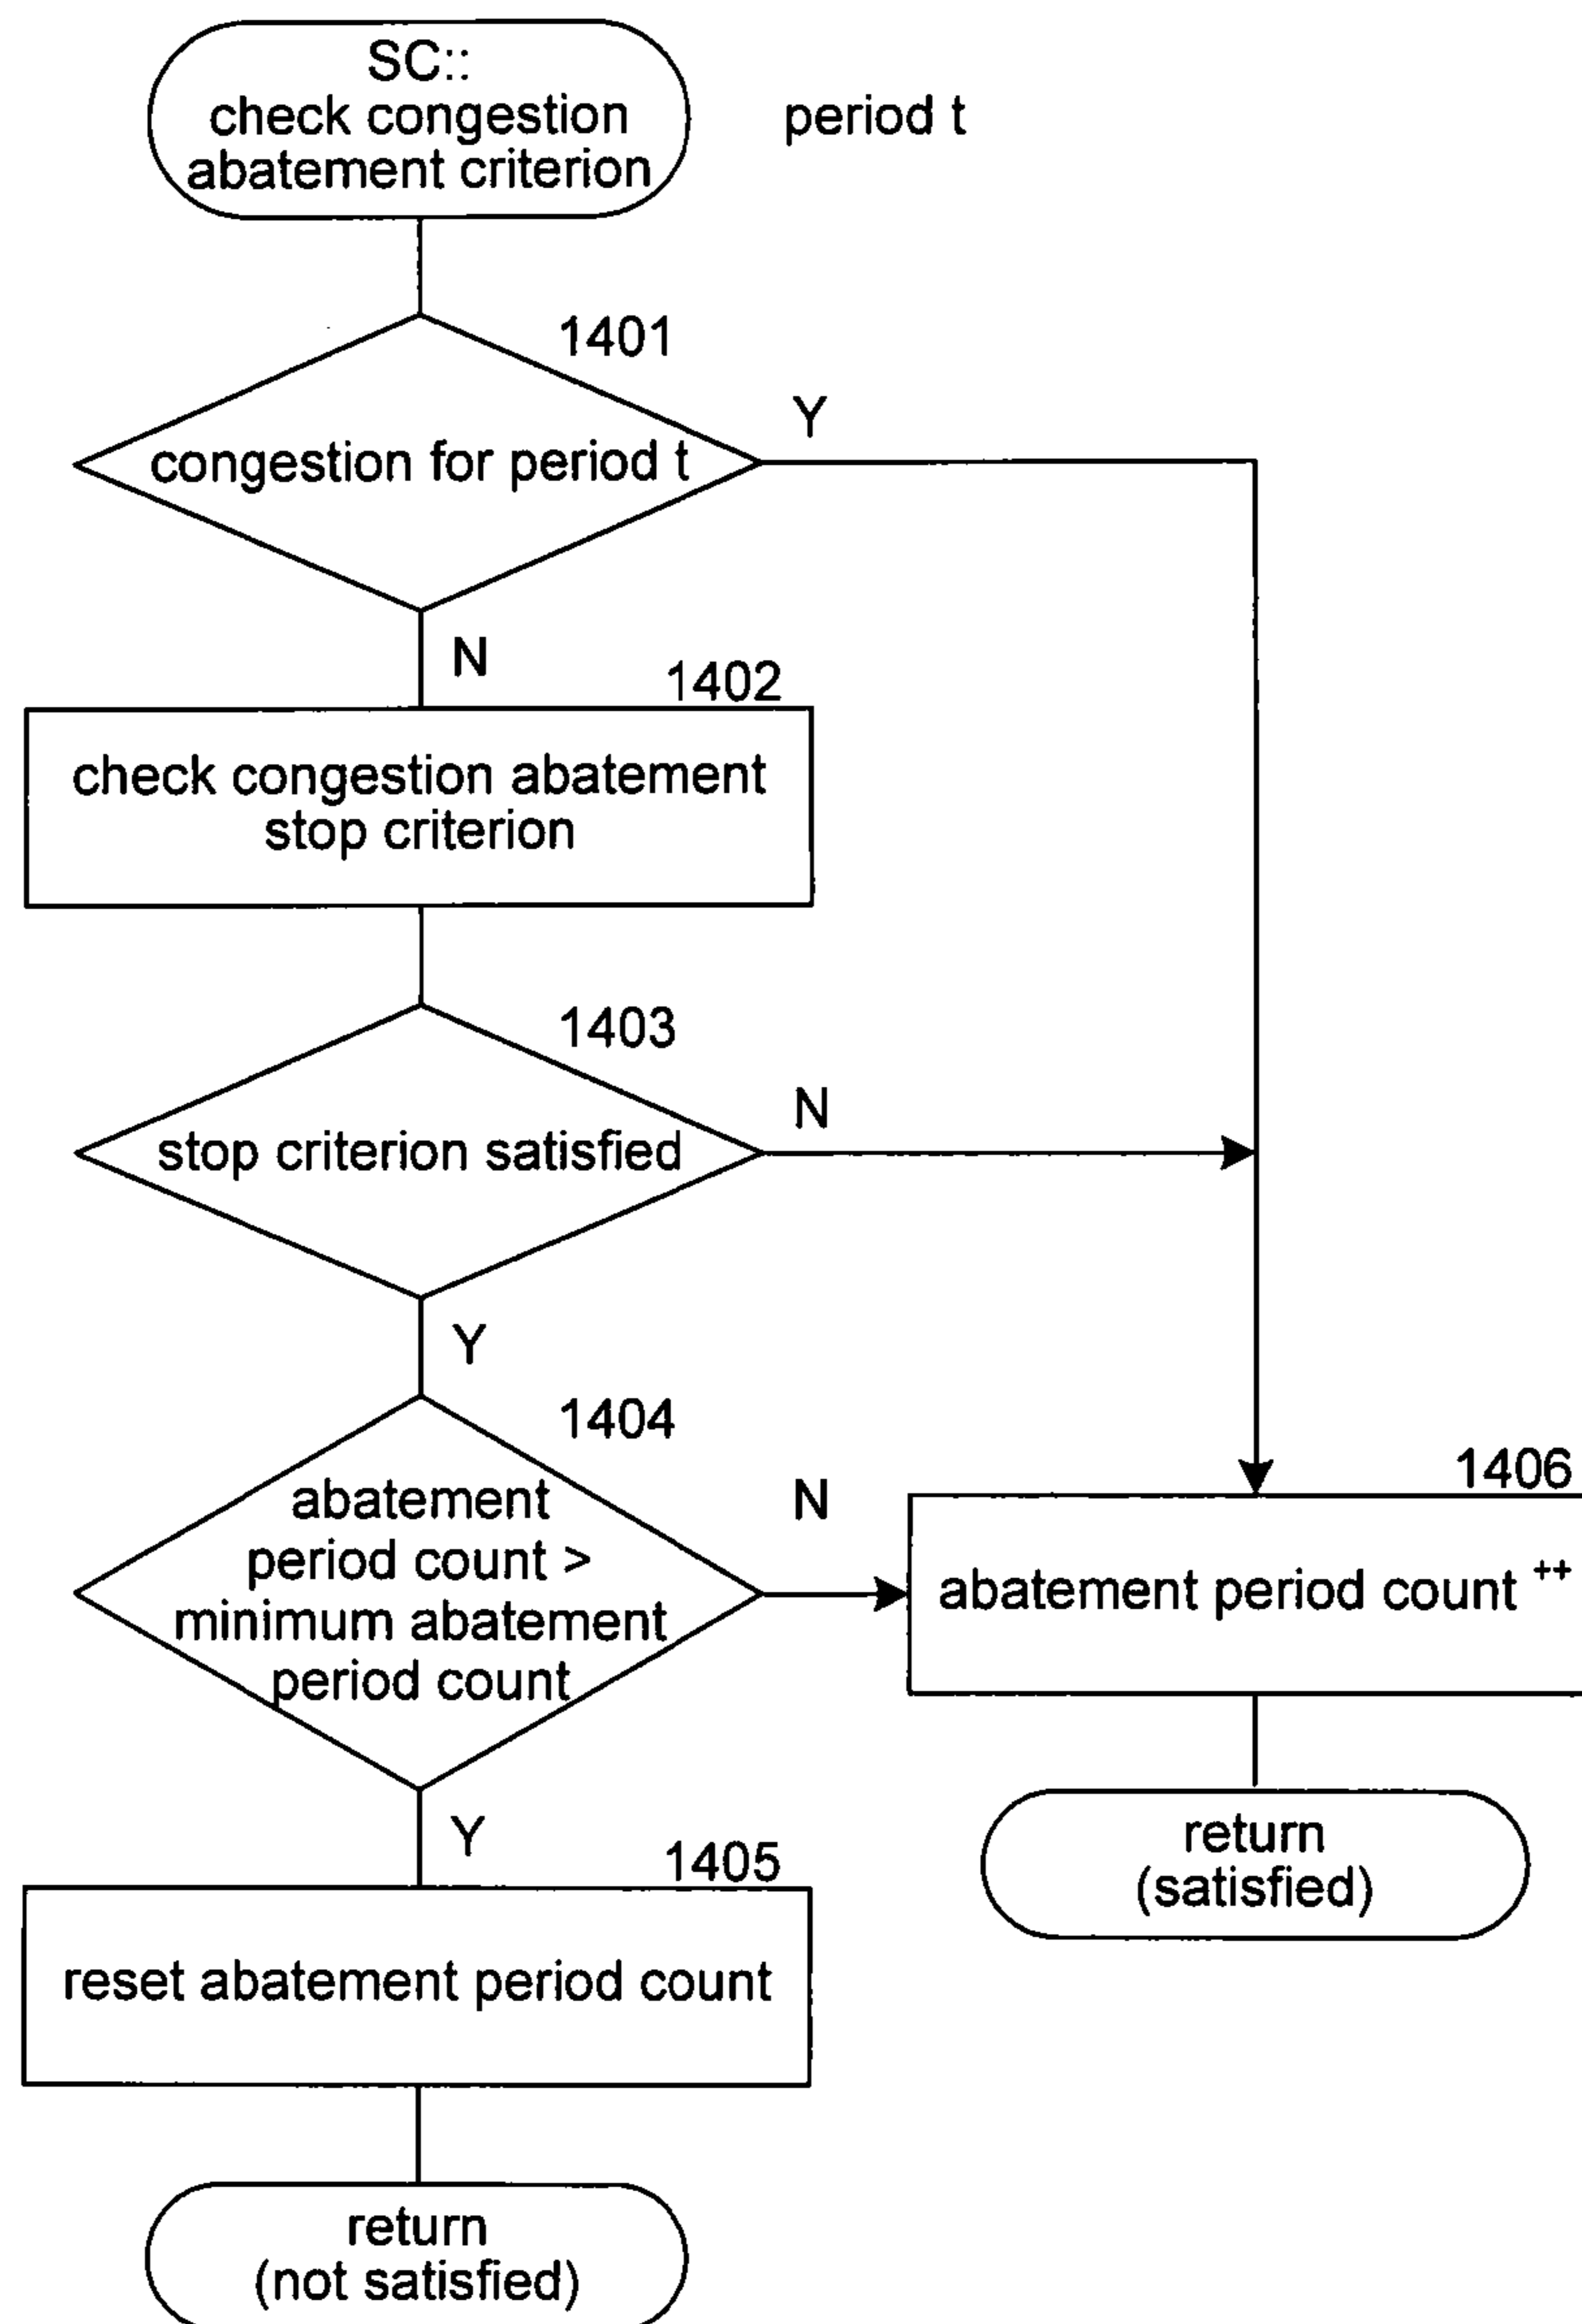 SC::
check congestion
abatement criterion
period t
1401
Y
congestion for period t
N
1402
check congestion abatement
stop criterion
1403
N
stop criterion satisfied
Y
1404
abatement
period count >
minimum abatement
period count
N
1406
abatement period count ++
Y
return
(satisfied)
1405
reset abatement period count
return
(not satisfied)